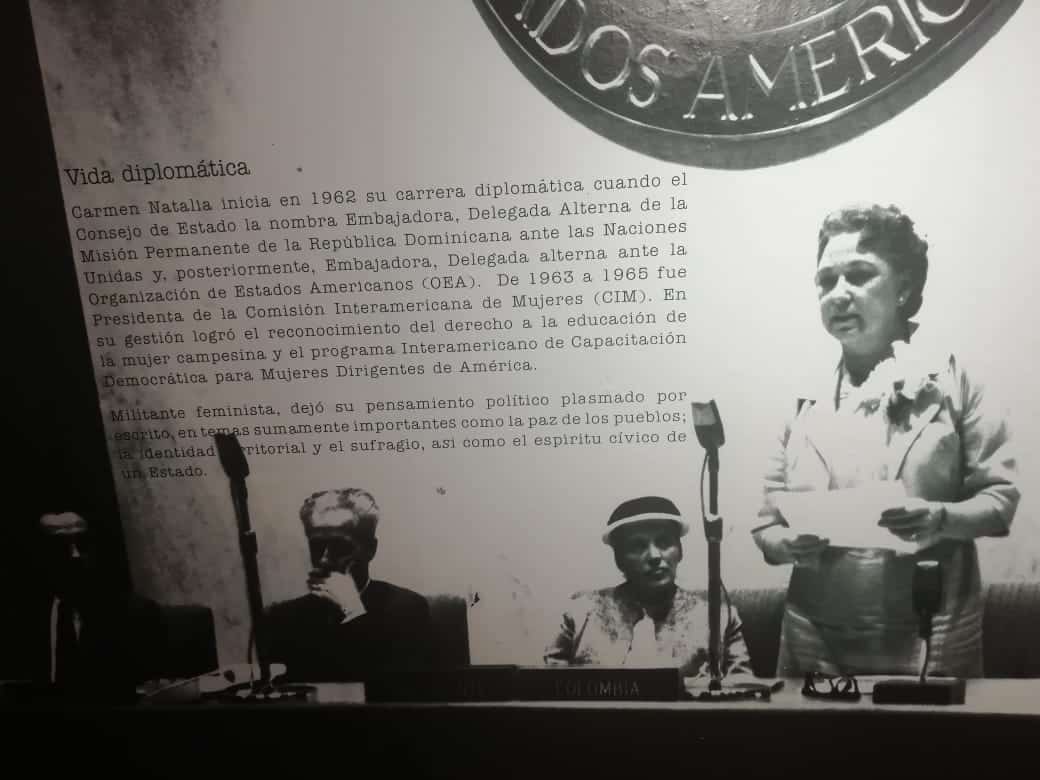 ADOS AMERIC
Vida diplomática
Carmen Natalia inicia en 1962 su carrera diplomática cuando el
Consejo de Estado la nombra Embajadora, Delegada Alterna de la
Misión Permanente de la República Dominicana ante las Naciones
Unidas y, posteriormente, Embajadora, Delegada alterna ante la
Organización de Estados Americanos (OEA). De 1963 a 1965 fue
Presidenta de la Comisión Interamericana de Mujeres (CIM). En
su gestión logró el reconocimiento del derecho a la educación de
la mujer campesina y el programa Interamericano de Capacitación
Democrática para Mujeres Dirigentes de América.
Militante feminista, dejó su pensamiento político plasmado por
escrito, en temas sumamente importantes como la paz de los pueblos;
la identidad rritorial y el sufragio, asi como el espiritu cívico de
un Estado.
COLOMBIA